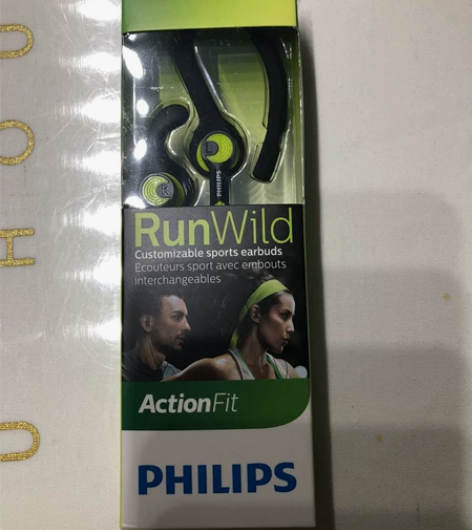 R
PHILIPS
RunWild
Customizable sports earbuds
Écouteurs sport avec embouts
interchangeables
ActionFit
PHILIPS
U
O
H
U